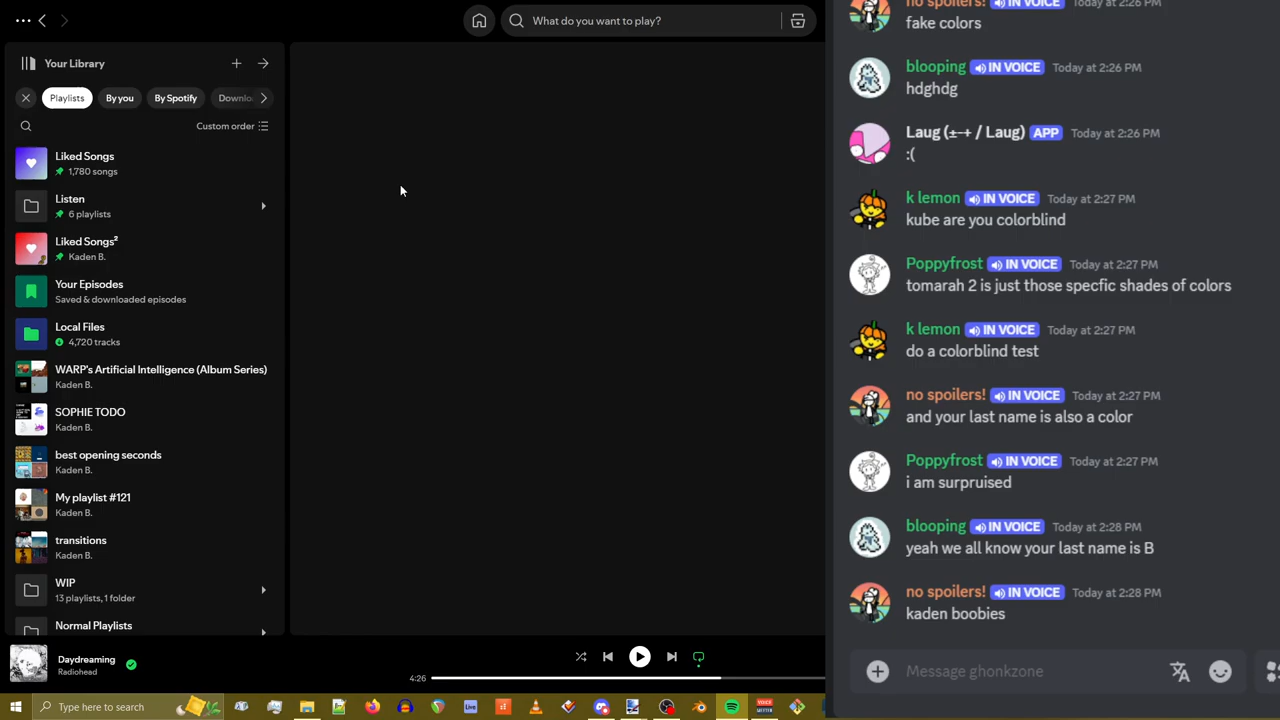 What do you want to play?
Your Library
Playlists
By you
By Spotify
Downlo
Custom order
Liked Songs
1,780 songs
Listen
6 playlists
Liked Songs²
Kaden B.
Your Episodes
Saved & downloaded episodes
Local Files
4,720 tracks
WARP's Artificial Intelligence (Album Series)
Kaden B.
SOPHIE TODO
Kaden B.
best opening seconds
Kaden B.
My playlist #121
Kaden B.
transitions
Kaden B.
WIP
13 playlists, 1 folder
Normal Playlists
Daydreaming
Radiohead
4:26
Type here to search
no spoilers! IN VOICE Today at 2:26 PM
fake colors
blooping IN VOICE Today at 2:26 PM
hdghdg
Laug (±-+ / Laug) APP Today at 2:26 PM
:(
k lemon IN VOICE Today at 2:27 PM
kube are you colorblind
Poppyfrost IN VOICE Today at 2:27 PM
tomarah 2 is just those specfic shades of colors
k lemon IN VOICE Today at 2:27 PM
do a colorblind test
no spoilers! IN VOICE Today at 2:27 PM
and your last name is also a color
Poppyfrost IN VOICE Today at 2:27 PM
i am surpruised
blooping IN VOICE Today at 2:28 PM
yeah we all know your last name is B
no spoilers! IN VOICE Today at 2:28 PM
kaden boobies
Message ghonkzone